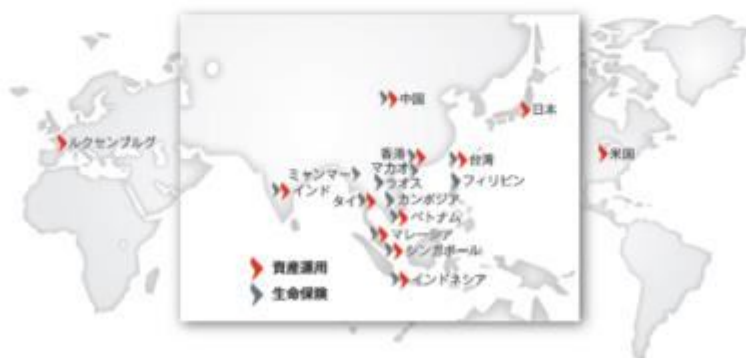 中国
日本
ルクセンブルグ
香港
台湾
米国
マカオ
ミャンマー
ラオス
フィリピン
インド
タイ
カンボジア
ベトナム
マレーシア
シンガポール
資産運用
インドネシア
生命保険